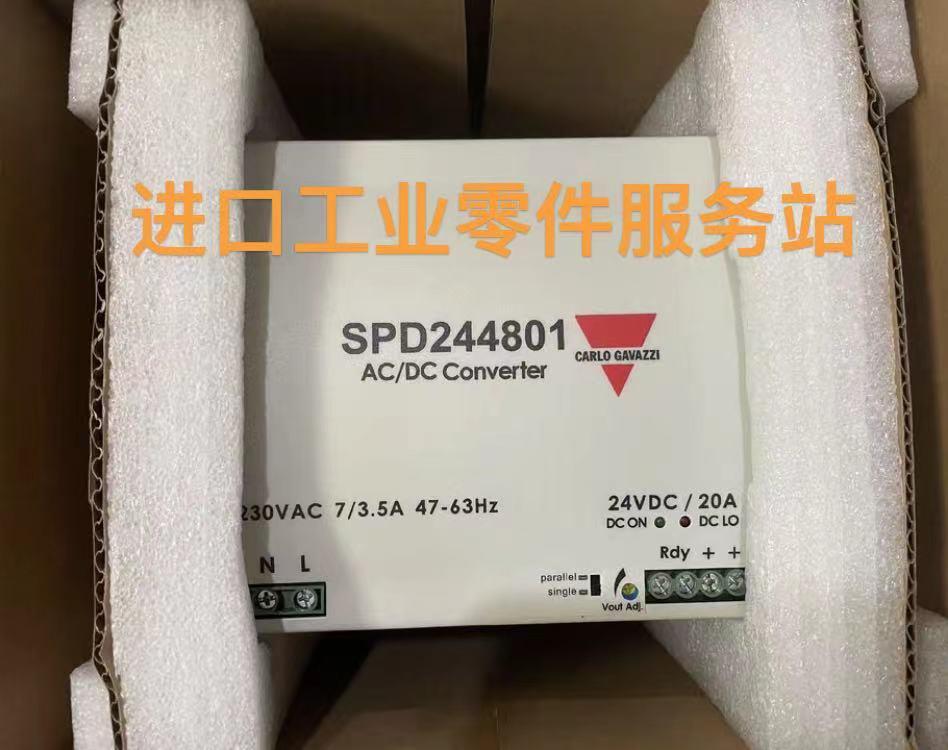 进口工业零件服务站
SPD244801
CARLO GAVAZZI
AC/DC Converter
230VAC 7/3.5A 47-63Hz
24VDC / 20A
DC ON DC LO
N L
Rdy + +
parallel
single
Vout Adj.